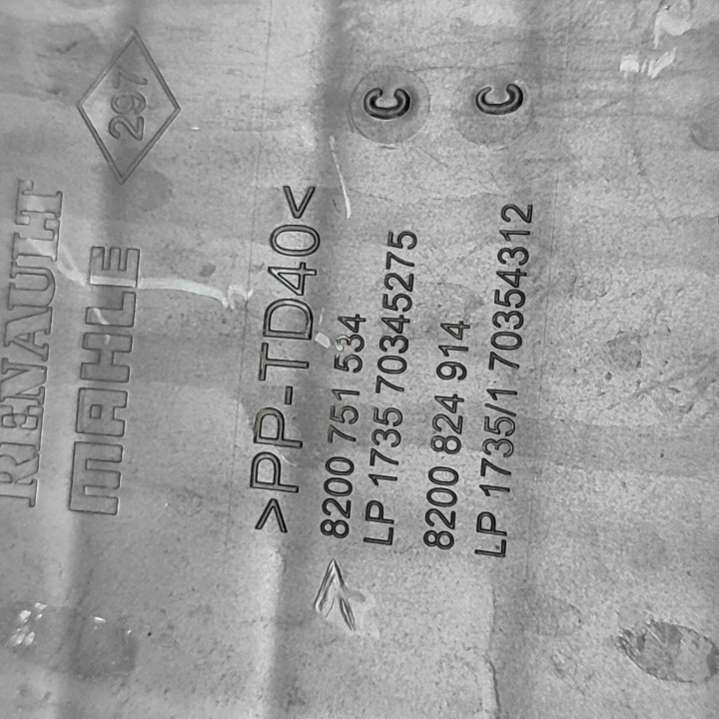 297
RENAULT
MAHLE
>PP-TD40<
8200 751 534 C
LP 1735 70345275
8200 824 914 C
LP 1735/1 70354312